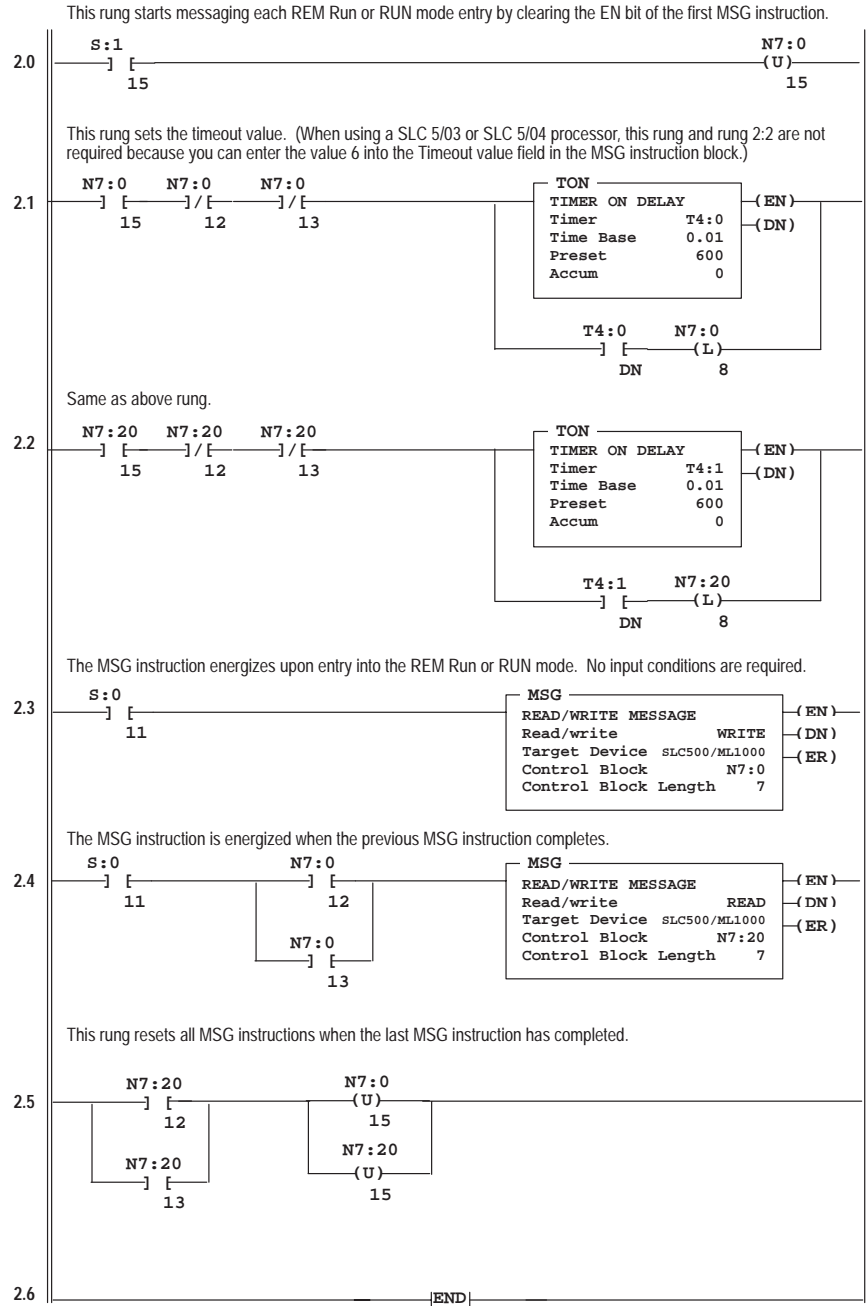 This rung starts messaging each REM Run or RUN mode entry by clearing the EN bit of the first MSG instruction.
S:1 N7:0
2.0 ] [ (U)
15 15
This rung sets the timeout value. (When using a SLC 5/03 or SLC 5/04 processor, this rung and rung 2:2 are not
required because you can enter the value 6 into the Timeout value field in the MSG instruction block.)
N7:0 N7:0 N7:0 TON
2.1 ] [ ]/[ ]/[ TIMER ON DELAY (EN)
15 12 13 Timer T4:0 (DN)
Time Base 0.01
Preset 600
Accum 0
T4:0 N7:0
] [ (L)
DN 8
Same as above rung.
N7:20 N7:20 N7:20 TON
2.2 ] [ ]/[ ]/[ TIMER ON DELAY (EN)
15 12 13 Timer T4:1 (DN)
Time Base 0.01
Preset 600
Accum 0
T4:1 N7:20
] [ (L)
DN 8
The MSG instruction energizes upon entry into the REM Run or RUN mode. No input conditions are required.
S:0 MSG
2.3 ] [ READ/WRITE MESSAGE (EN)
11 Read/write WRITE (DN)
Target Device SLC500/ML1000 (ER)
Control Block N7:0
Control Block Length 7
The MSG instruction is energized when the previous MSG instruction completes.
S:0 N7:0 MSG
2.4 ] [ ] [ READ/WRITE MESSAGE (EN)
11 12 Read/write READ (DN)
Target Device SLC500/ML1000 (ER)
N7:0 Control Block N7:20
] [ Control Block Length 7
13
This rung resets all MSG instructions when the last MSG instruction has completed.
N7:20 N7:0
2.5 ] [ (U)
12 15
N7:20 N7:20
] [ (U)
13 15
2.6 END